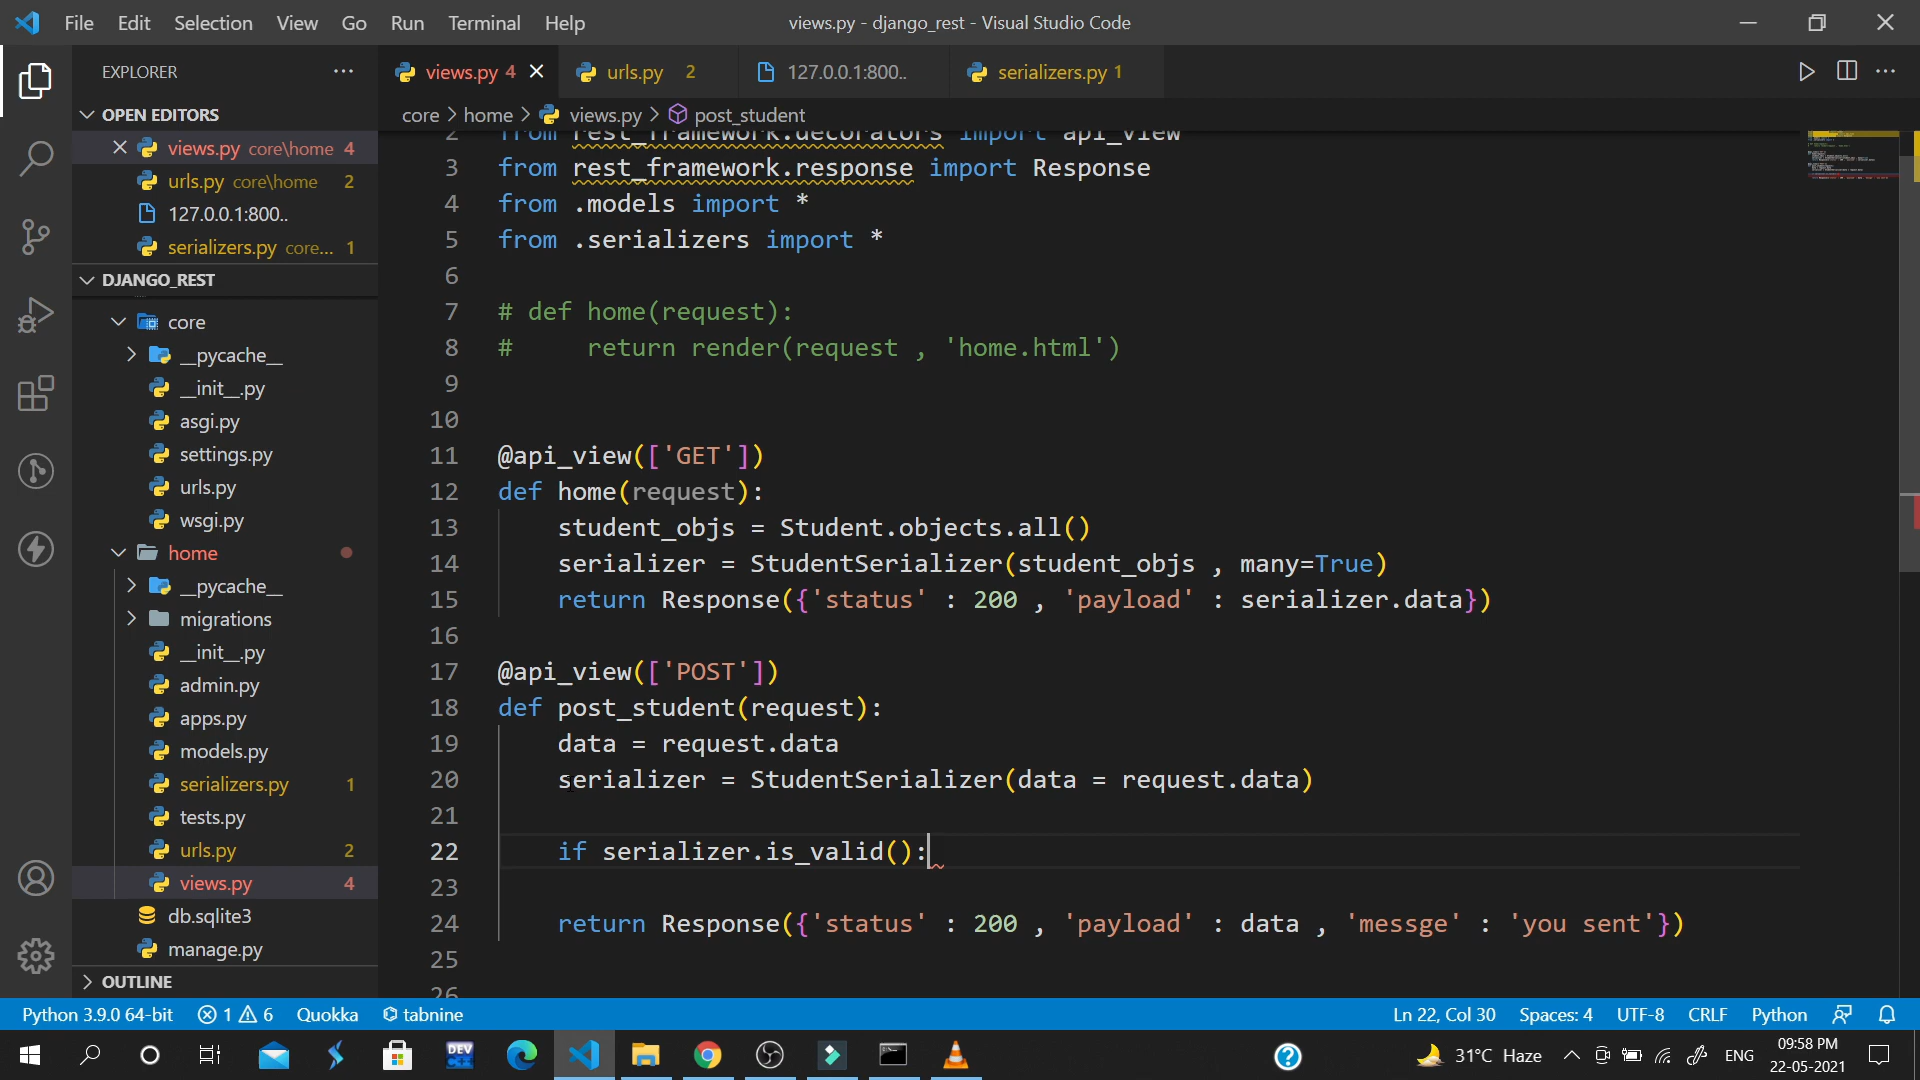 File Edit Selection View Go Run Terminal Help
views.py - django_rest - Visual Studio Code
EXPLORER
views.py 4
urls.py 2
127.0.0.1:800..
serializers.py 1
OPEN EDITORS
views.py core\home 4
urls.py core\home 2
127.0.0.1:800..
serializers.py core... 1
DJANGO_REST
core
__pycache__
__init__.py
asgi.py
settings.py
urls.py
wsgi.py
home
__pycache__
migrations
__init__.py
admin.py
apps.py
models.py
serializers.py 1
tests.py
urls.py 2
views.py 4
db.sqlite3
manage.py
OUTLINE
core > home > views.py > post_student
2 from rest_framework.decorators import api_view
3 from rest_framework.response import Response
4 from .models import *
5 from .serializers import *
6
7 # def home(request):
8 #     return render(request , 'home.html')
9
10
11 @api_view(['GET'])
12 def home(request):
13     student_objs = Student.objects.all()
14     serializer = StudentSerializer(student_objs , many=True)
15     return Response({'status' : 200 , 'payload' : serializer.data})
16
17 @api_view(['POST'])
18 def post_student(request):
19     data = request.data
20     serializer = StudentSerializer(data = request.data)
21
22     if serializer.is_valid():
23
24     return Response({'status' : 200 , 'payload' : data , 'messge' : 'you sent'})
25
26
Python 3.9.0 64-bit 1 6 Quokka tabnine
Ln 22, Col 30 Spaces: 4 UTF-8 CRLF Python
DEV C++
31°C Haze
ENG
09:58 PM
22-05-2021